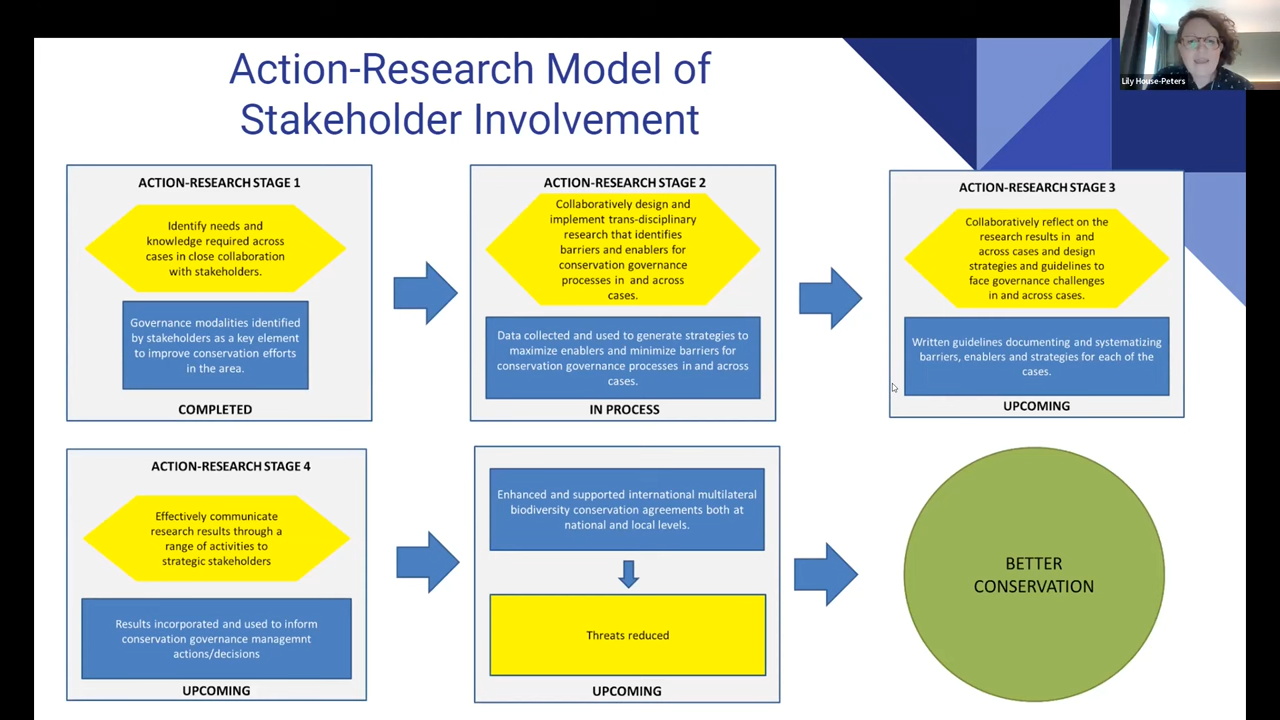 Action-Research Model of
Stakeholder Involvement
Lily House-Peters
ACTION-RESEARCH STAGE 1
Identify needs and
knowledge required across
cases in close collaboration
with stakeholders.
Governance modalities identified
by stakeholders as a key element
to improve conservation efforts
in the area.
COMPLETED
ACTION-RESEARCH STAGE 2
Collaboratively design and
implement trans-disciplinary
research that identifies
barriers and enablers for
conservation governance
processes in and across
cases.
Data collected and used to generate strategies to
maximize enablers and minimize barriers for
conservation governance processes in and across
cases.
IN PROCESS
ACTION-RESEARCH STAGE 3
Collaboratively reflect on the
research results in and
across cases and design
strategies and guidelines to
face governance challenges
in and across cases.
Written guidelines documenting and systematizing
barriers, enablers and strategies for each of the
cases.
UPCOMING
ACTION-RESEARCH STAGE 4
Effectively communicate
research results through a
range of activities to
strategic stakeholders
Results incorporated and used to inform
conservation governance managemnt
actions/decisions
UPCOMING
Enhanced and supported international multilateral
biodiversity conservation agreements both at
national and local levels.
Threats reduced
UPCOMING
BETTER
CONSERVATION